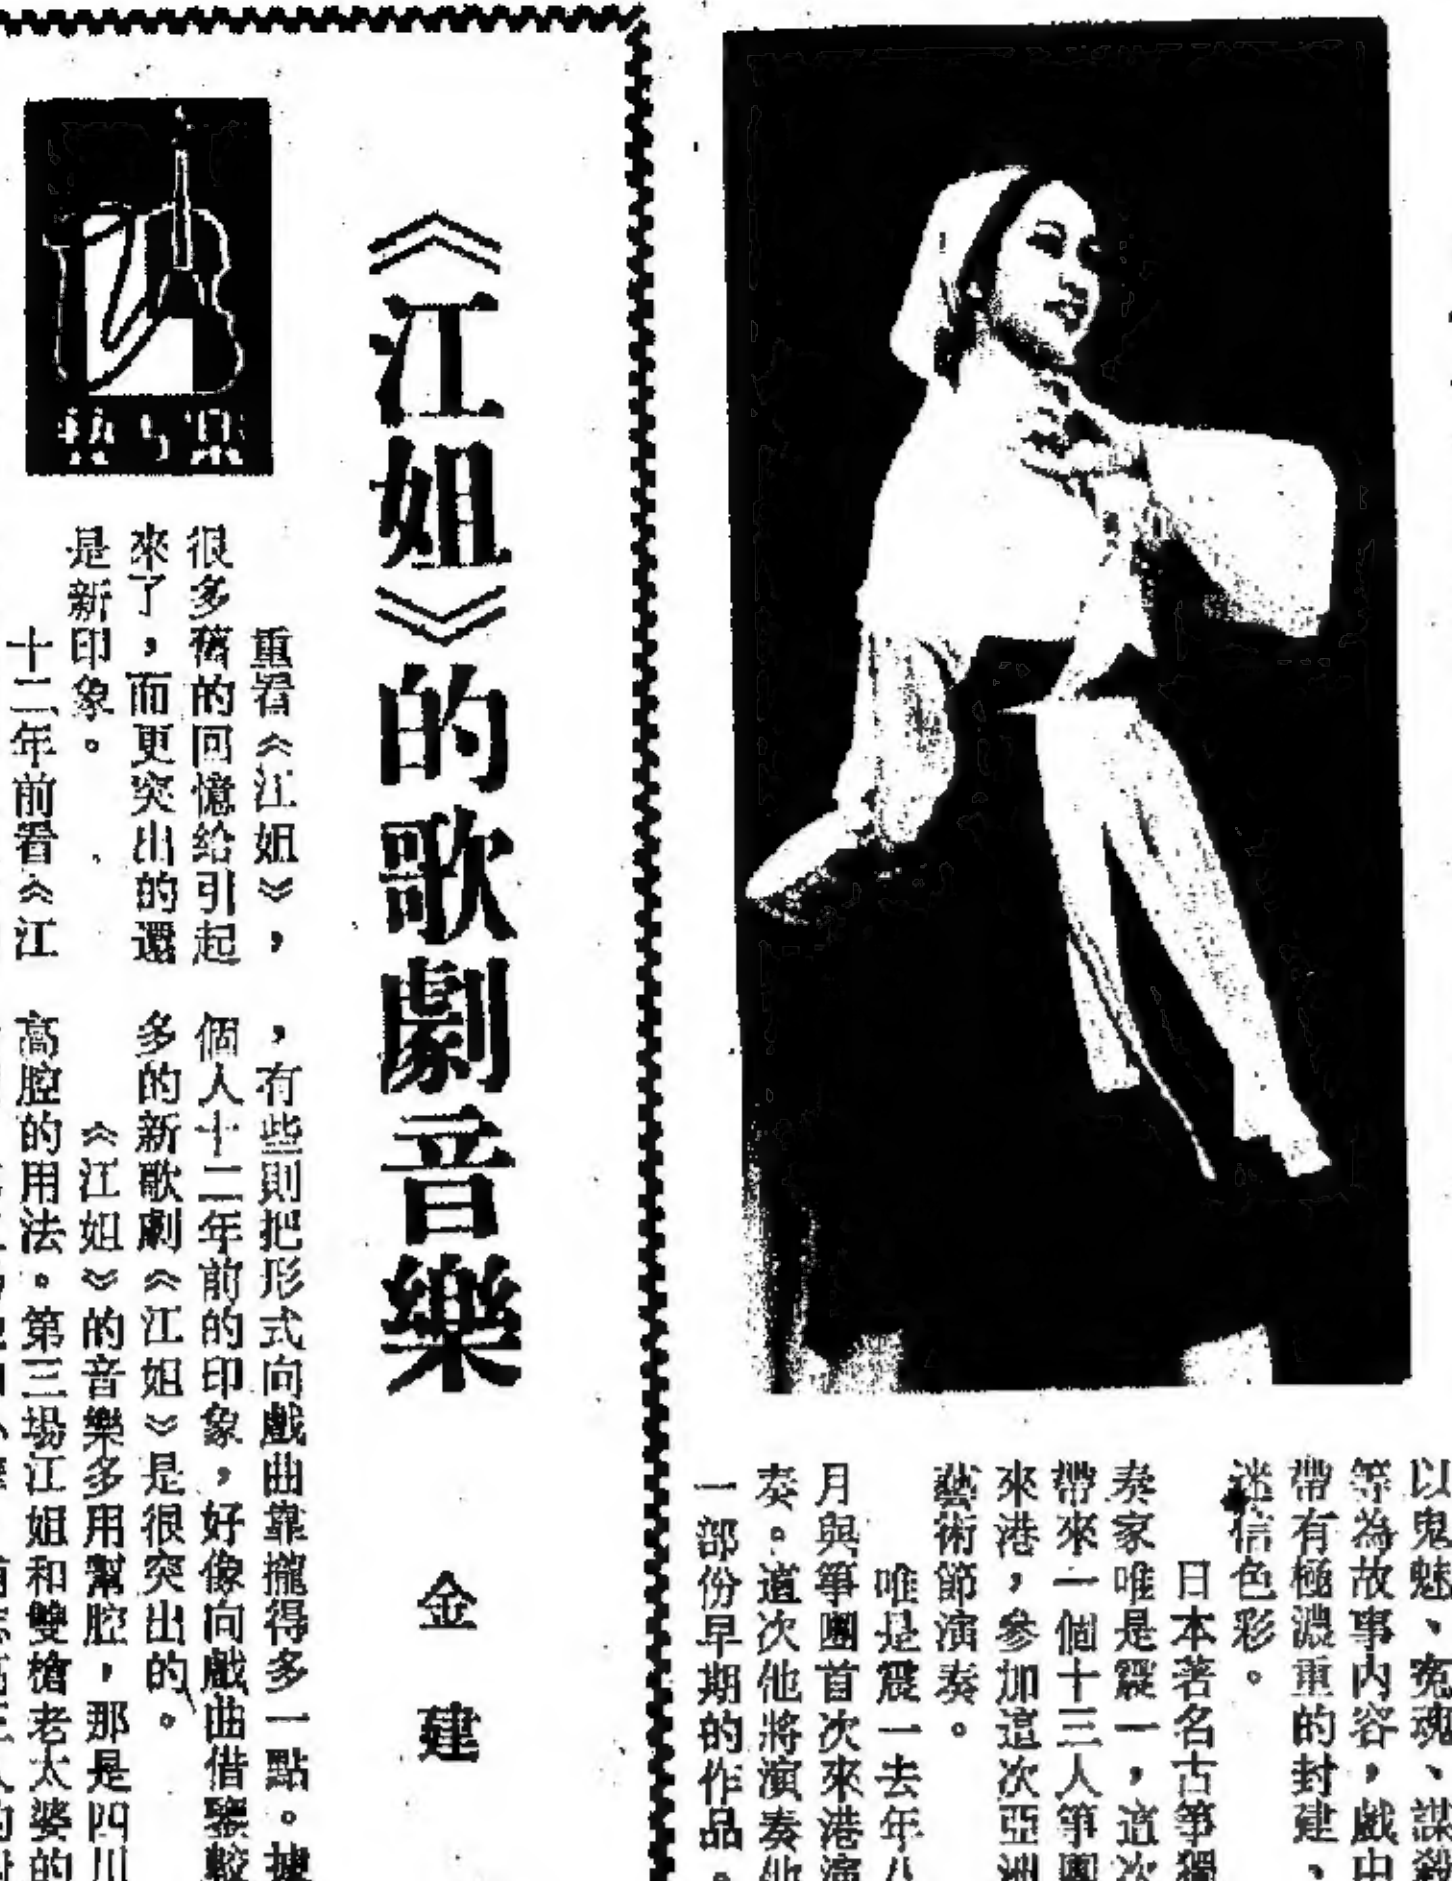 以鬼魅、冤魂、謀殺
等為故事內容，戲中
帶有極濃重的封建、
迷信色彩。
日本著名古箏獨
奏家唯是震一，這次
帶來一個十三人箏團
來港，參加這次亞洲
藝術節演奏。
唯是震一去年八
月與箏團首次來港演
奏。這次他將演奏他
一部份早期的作品。
《江姐》的歌劇音樂
金建
樂與藝
重看《江姐》，
很多舊的回憶給引起
來了，而更突出的還
是新印象。
十二年前看《江
，有些則把形式向戲曲靠攏得多一點。據
個人十二年前的印象，好像向戲曲借鑒較
多的新歌劇《江姐》是很突出的。
《江姐》的音樂多用幫腔，那是四川
高腔的用法。第三場江姐和雙槍老太婆的